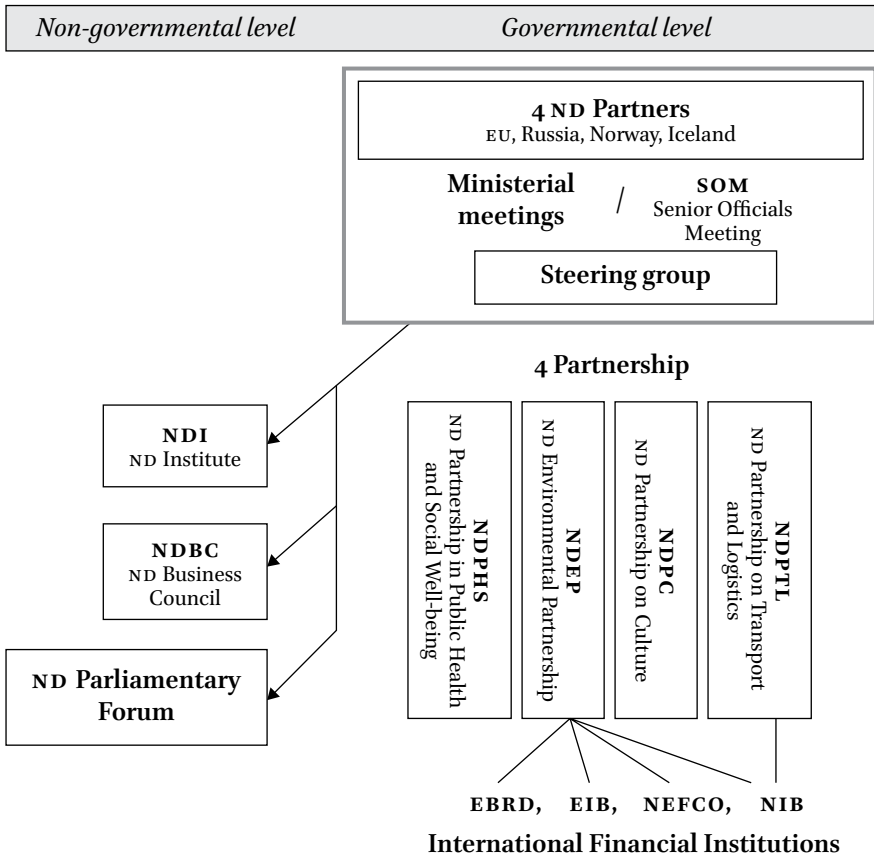 Non-governmental level
Governmental level
4 ND Partners
EU, Russia, Norway, Iceland
Ministerial
meetings
/
SOM
Senior Officials
Meeting
Steering group
4 Partnership
NDI
ND Institute
NDBC
ND Business
Council
ND Parliamentary
Forum
NDPHS
ND Partnership in Public Health
and Social Well-being
NDEP
ND Environmental Partnership
NDPC
ND Partnership on Culture
NDPTL
ND Partnership on Transport
and Logistics
EBRD, EIB, NEFCO, NIB
International Financial Institutions